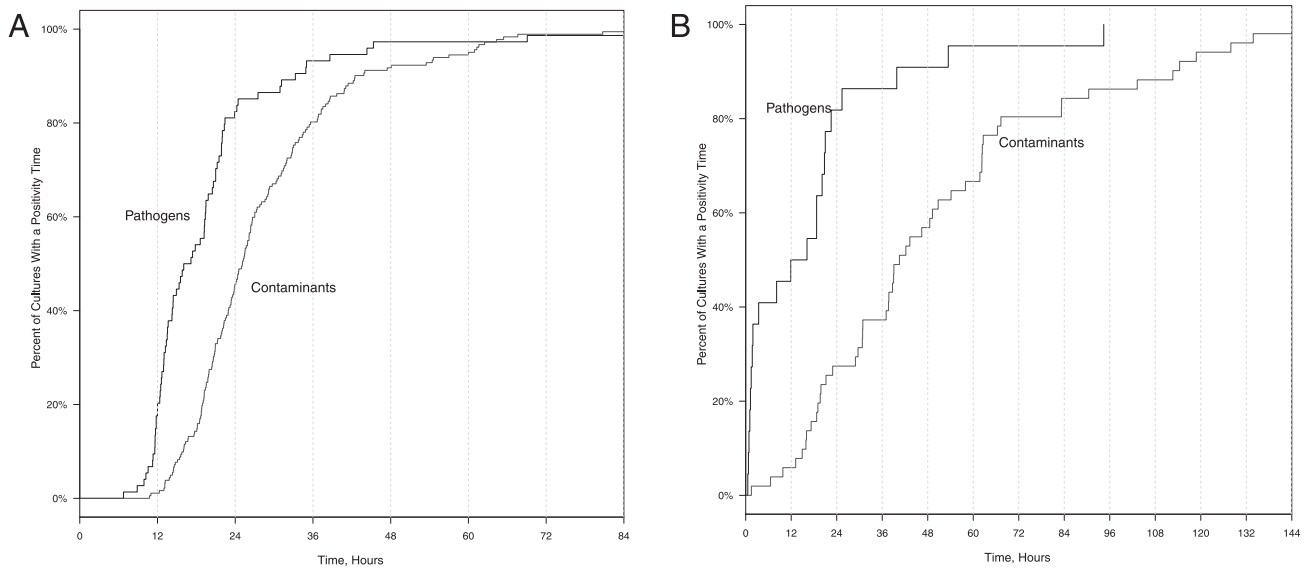 A
100%
80%
60%
40%
20%
0%
Percent of Cultures With a Positivity Time
Pathogens
Contaminants
0 12 24 36 48 60 72 84
Time, Hours
B
100%
80%
60%
40%
20%
0%
Percent of Cultures With a Positivity Time
Pathogens
Contaminants
0 12 24 36 48 60 72 84 96 108 120 132 144
Time, Hours